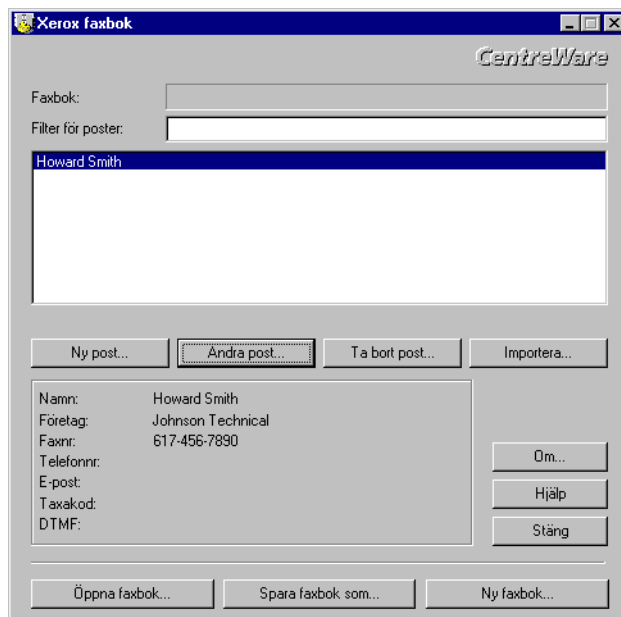 Xerox faxbok
CentreWare
Faxbok:
Filter för poster:
Howard Smith
Ny post...
Ändra post...
Ta bort post...
Importera...
Namn: Howard Smith
Företag: Johnson Technical
Faxnr: 617-456-7890
Telefonnr:
E-post:
Taxakod:
DTMF:
Om...
Hjälp
Stäng
Öppna faxbok...
Spara faxbok som...
Ny faxbok...